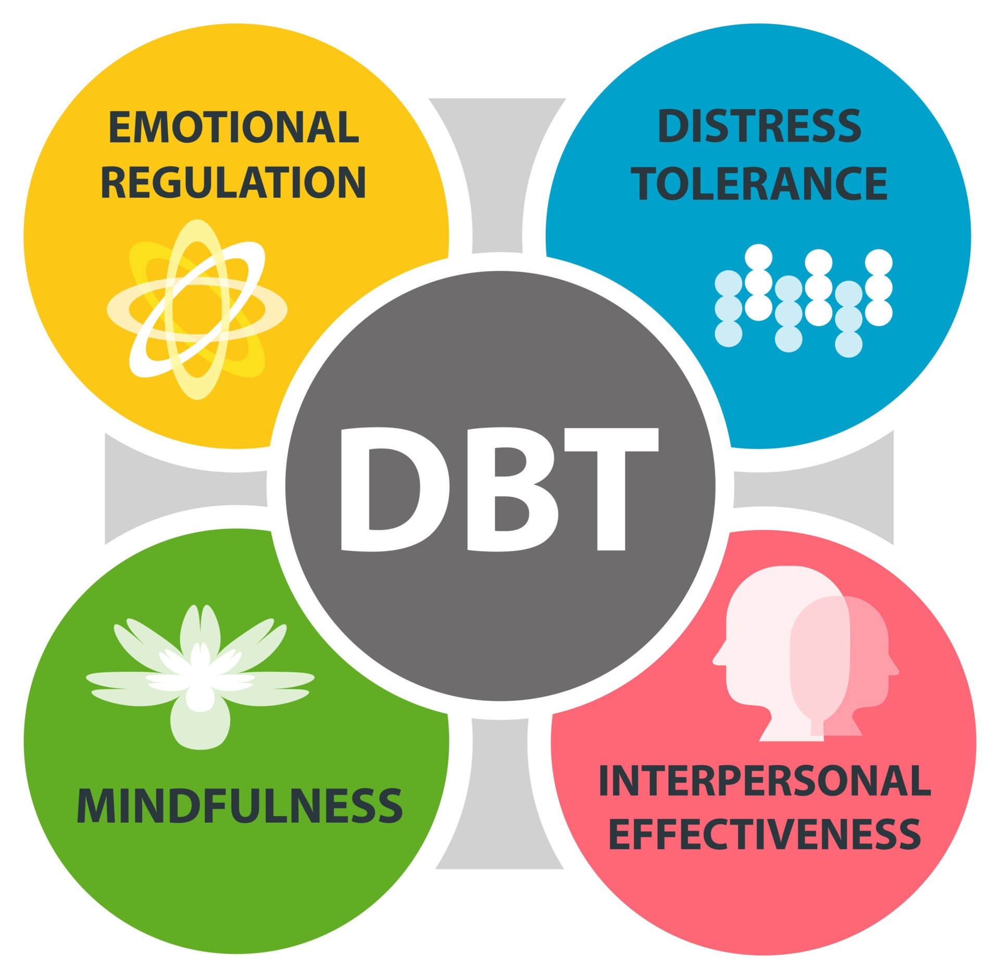 EMOTIONAL
REGULATION
DISTRESS
TOLERANCE
DBT
MINDFULNESS
INTERPERSONAL
EFFECTIVENESS